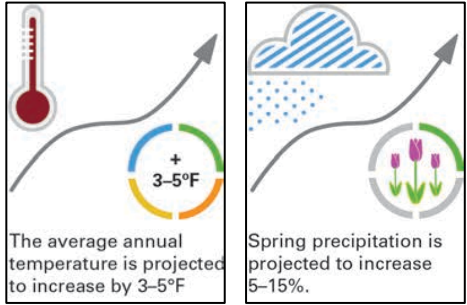 +
3–5°F
The average annual
temperature is projected
to increase by 3–5°F
Spring precipitation is
projected to increase
5–15%.